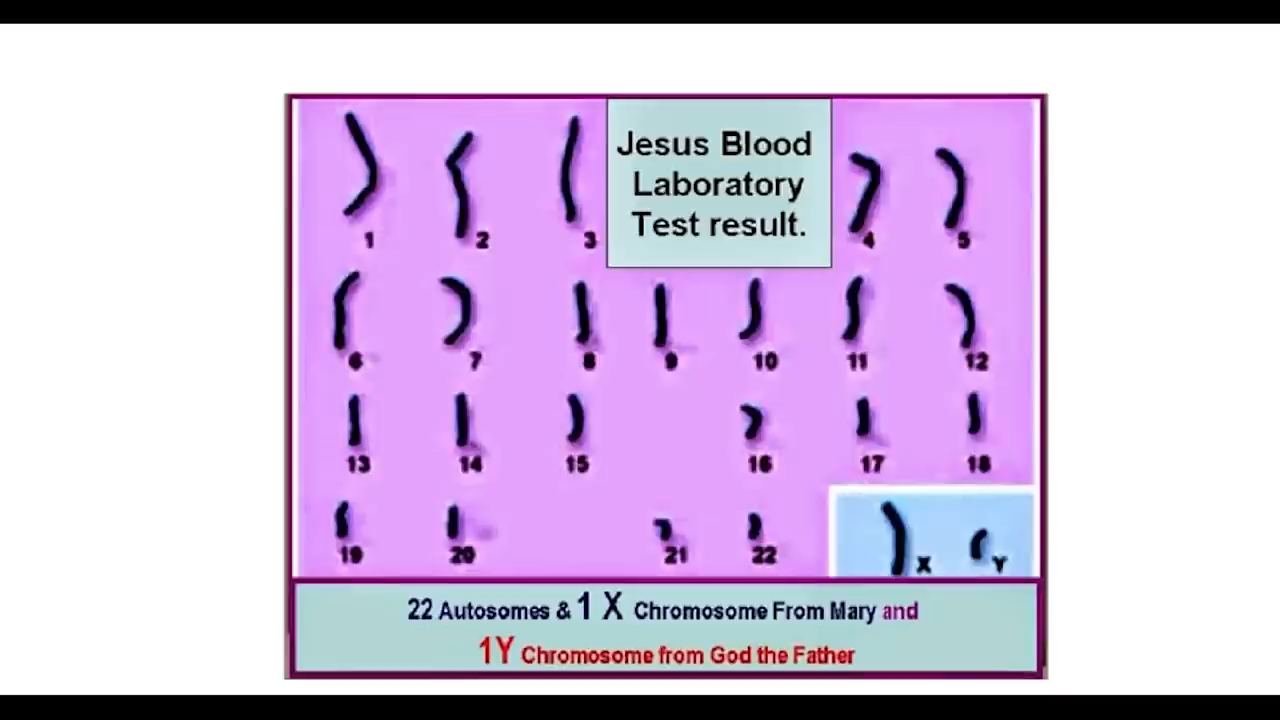 Jesus Blood
Laboratory
Test result.
1 2 3 4 5
6 7 8 9 10 11 12
13 14 15 16 17 18
19 20 21 22 X Y
22 Autosomes & 1 X Chromosome From Mary and
1Y Chromosome from God the Father